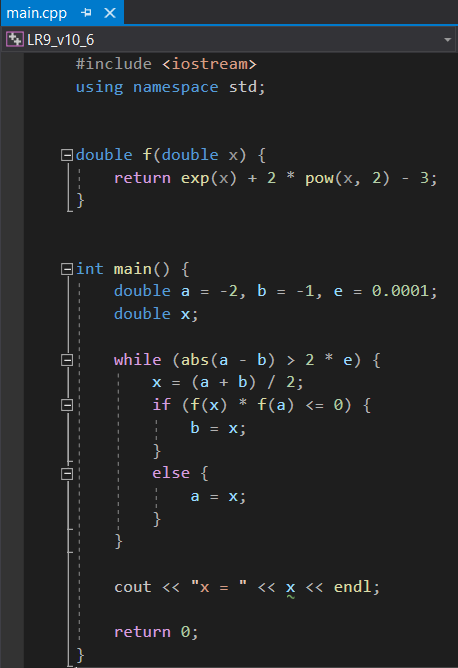 main.cpp
LR9_v10_6
#include <iostream>
using namespace std;
double f(double x) {
return exp(x) + 2 * pow(x, 2) - 3;
}
int main() {
double a = -2, b = -1, e = 0.0001;
double x;
while (abs(a - b) > 2 * e) {
x = (a + b) / 2;
if (f(x) * f(a) <= 0) {
b = x;
}
else {
a = x;
}
}
cout << "x = " << x << endl;
return 0;
}